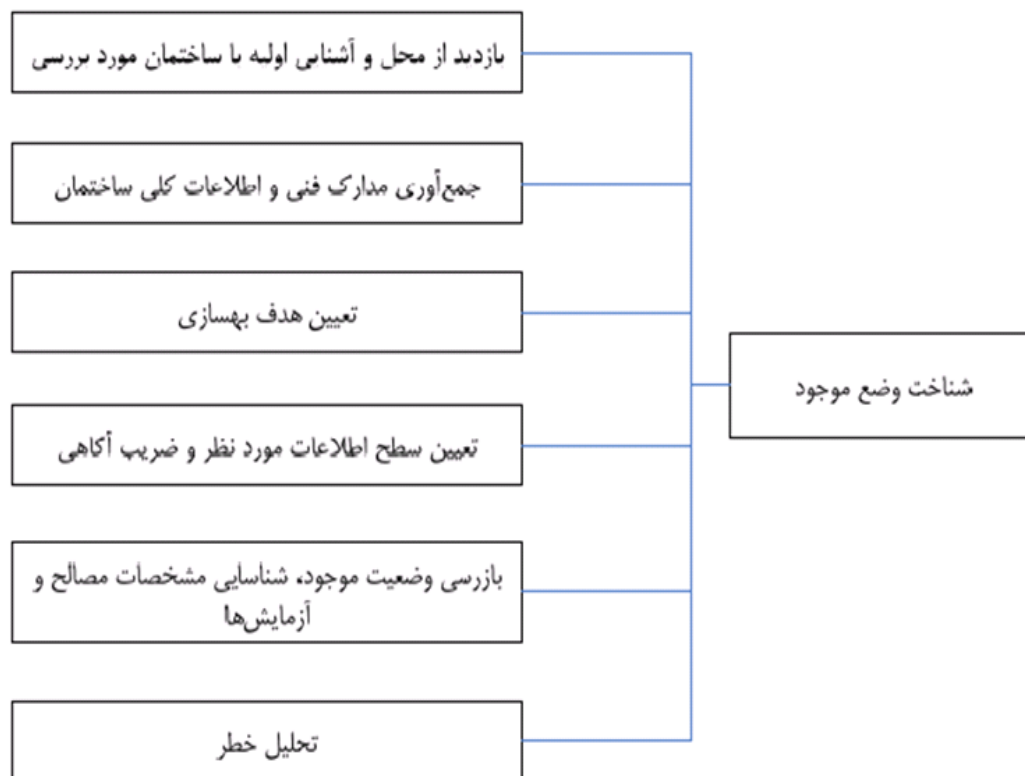 شناخت وضع موجود
بازدید از محل و آشنایی اولیه با ساختمان مورد بررسی
جمع‌آوری مدارک فنی و اطلاعات کلی ساختمان
تعیین هدف بهسازی
تعیین سطح اطلاعات مورد نظر و ضریب آگاهی
بازرسی وضعیت موجود، شناسایی مشخصات مصالح و
آزمایش‌ها
تحلیل خطر